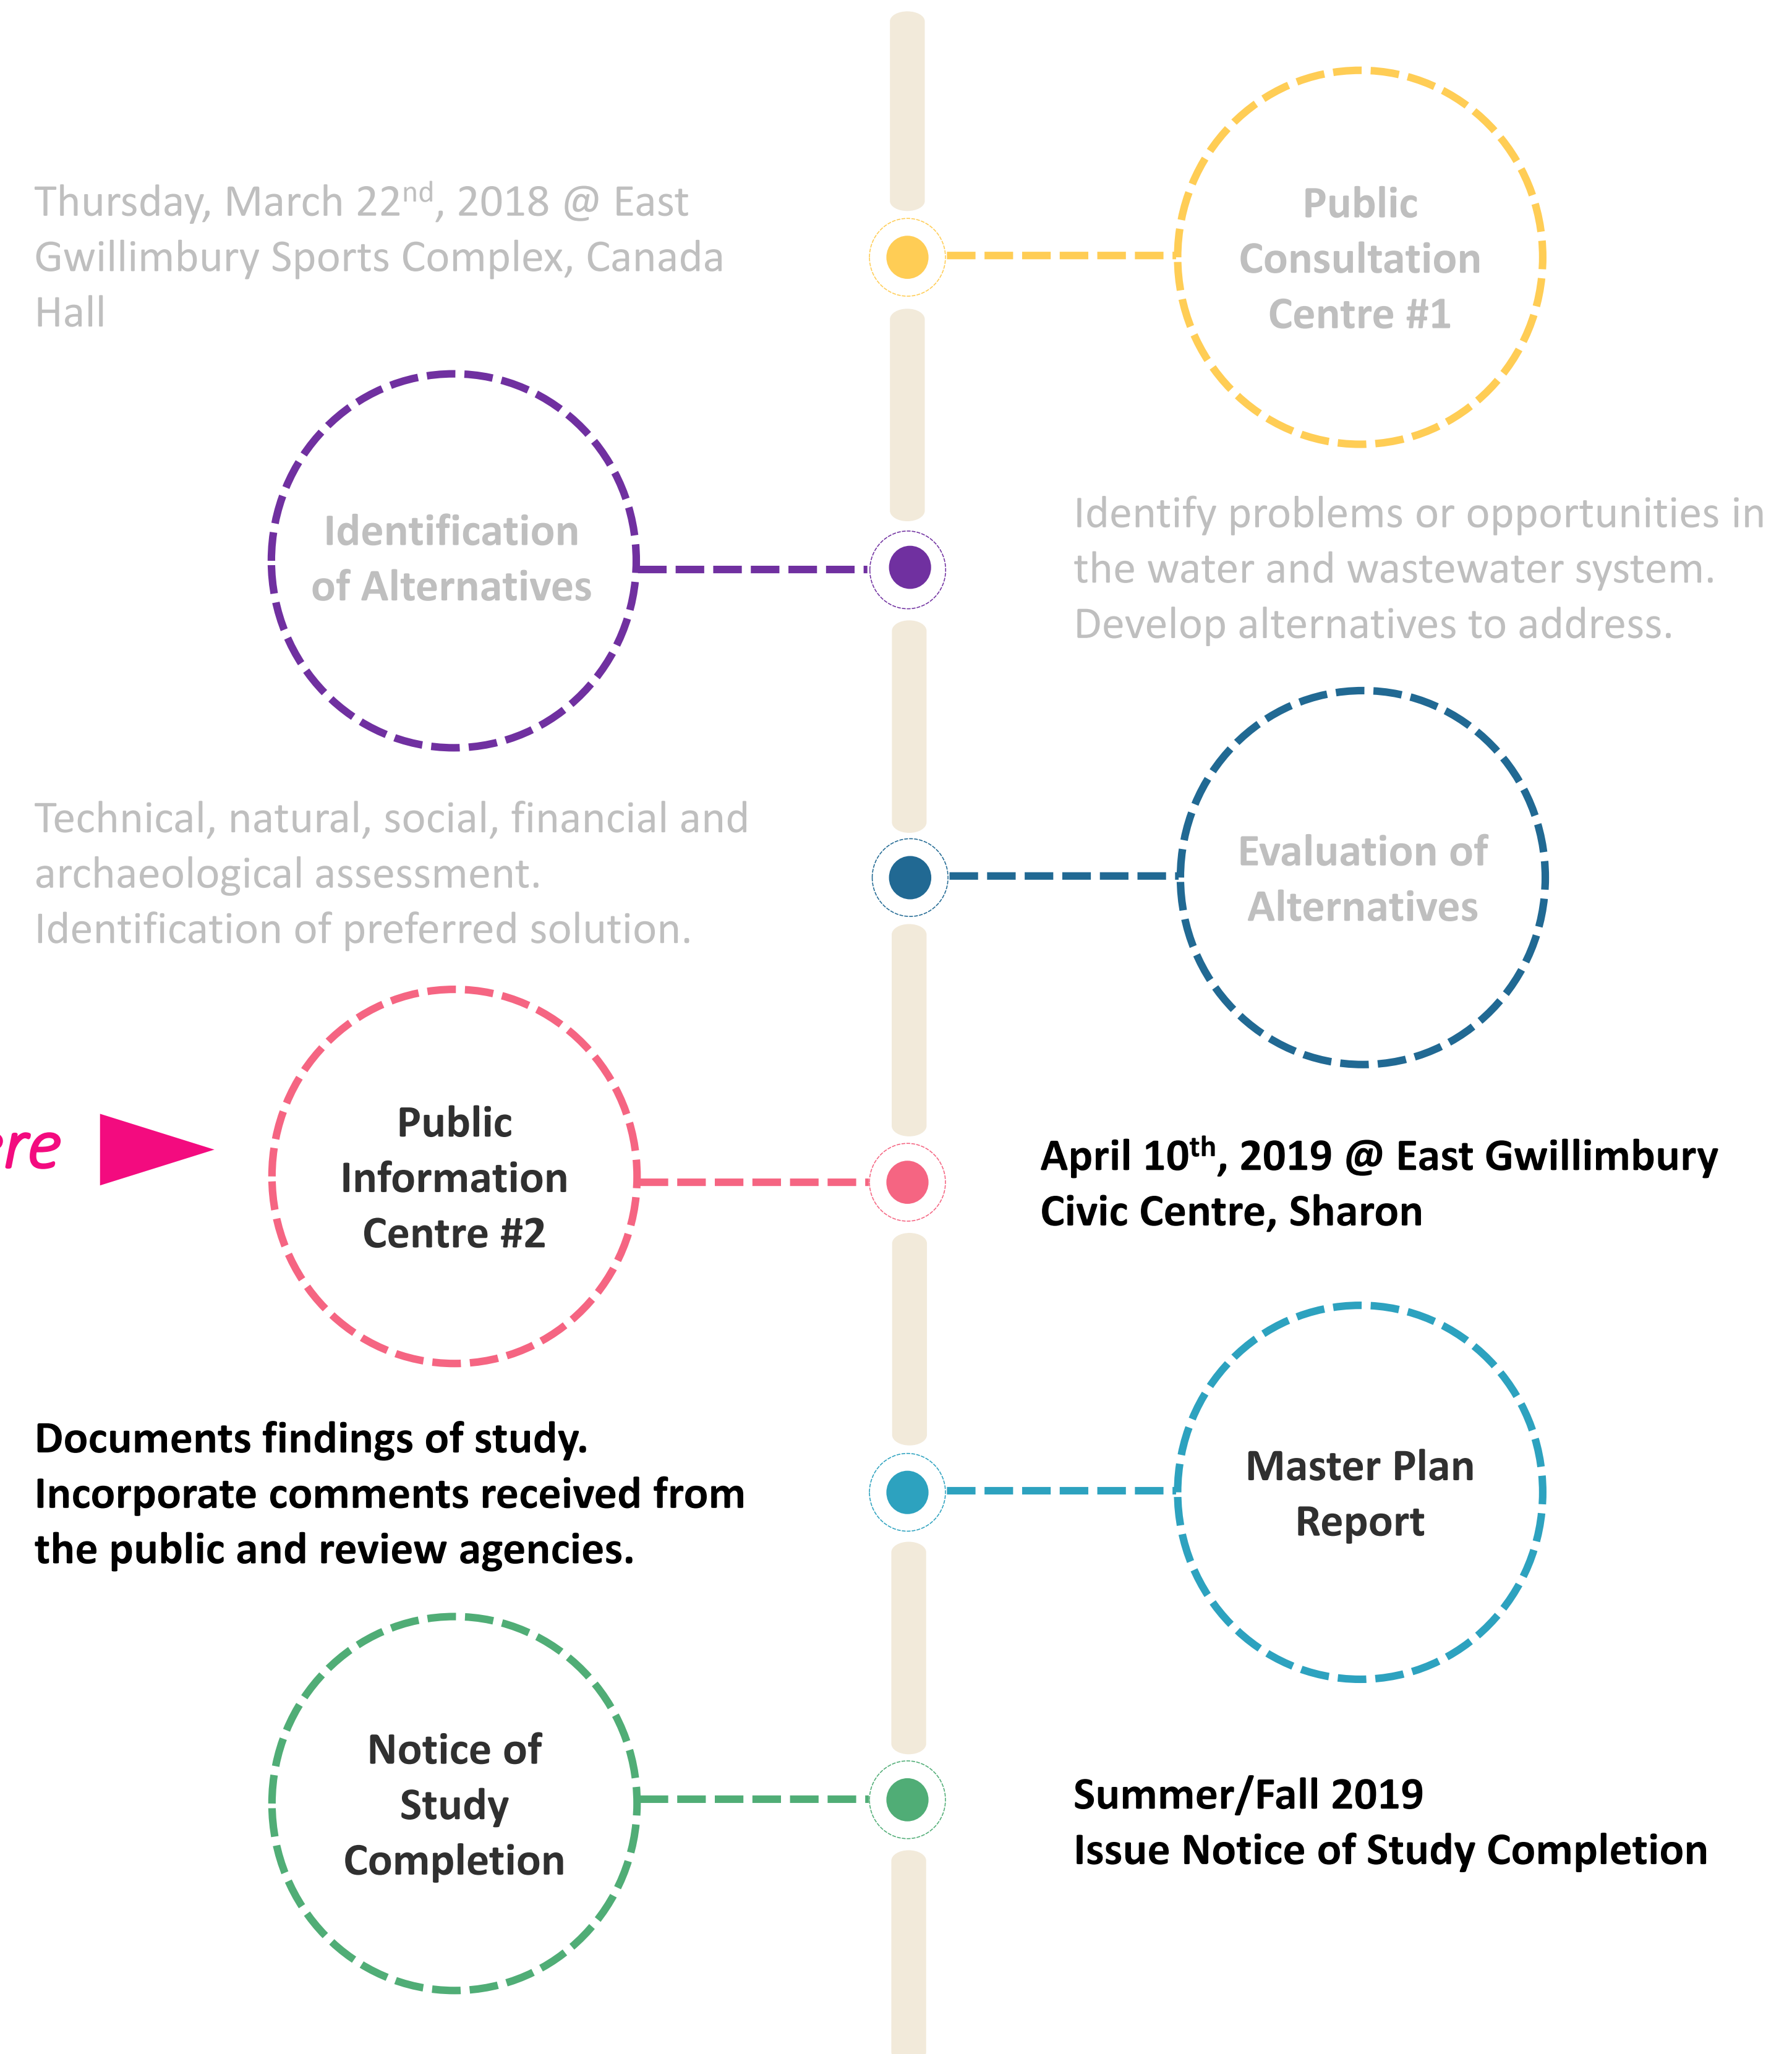 Thursday, March 22nd, 2018 @ East
Gwillimbury Sports Complex, Canada
Hall
Public
Consultation
Centre #1
Identification
of Alternatives
Identify problems or opportunities in
the water and wastewater system.
Develop alternatives to address.
Technical, natural, social, financial and
archaeological assessment.
Identification of preferred solution.
Evaluation of
Alternatives
Public
Information
Centre #2
April 10th, 2019 @ East Gwillimbury
Civic Centre, Sharon
Documents findings of study.
Incorporate comments received from
the public and review agencies.
Master Plan
Report
Notice of
Study
Completion
Summer/Fall 2019
Issue Notice of Study Completion